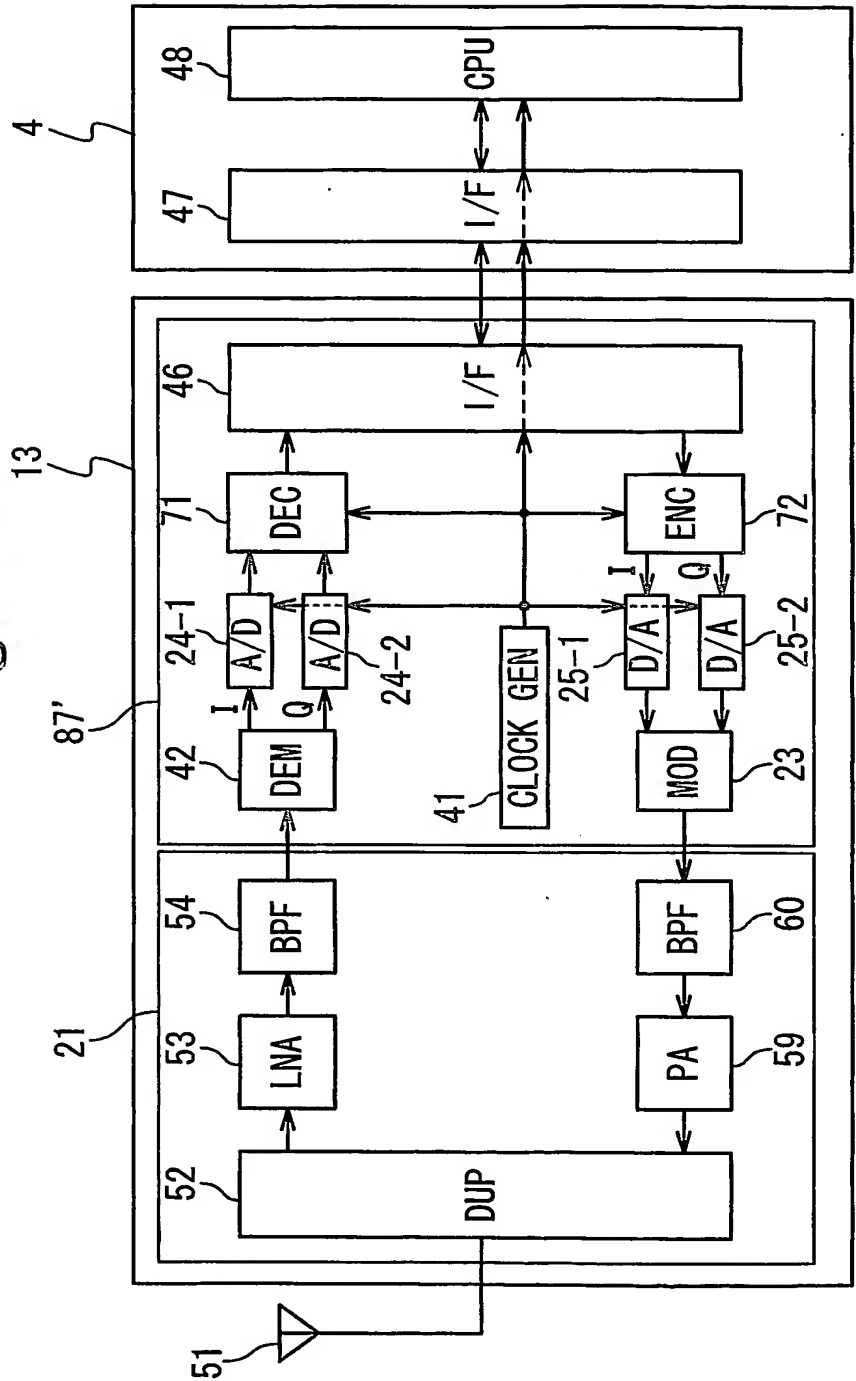 13
4
21
87'
52
53
54
42
24-1
71
46
47
48
LNA
BPF
DEM
I
Q
A/D
A/D
24-2
DEC
DUP
41
CLOCK GEN
I/F
I/F
CPU
51
PA
BPF
MOD
25-1
D/A
D/A
I
Q
ENC
59
60
23
25-2
72